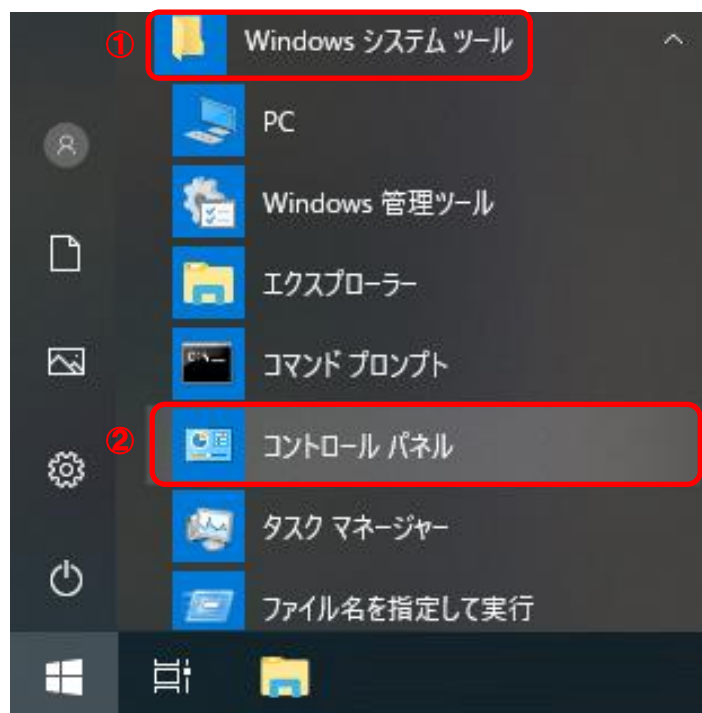 ① Windows システム ツール
PC
Windows 管理ツール
エクスプローラー
コマンド プロンプト
② コントロール パネル
タスク マネージャー
ファイル名を指定して実行